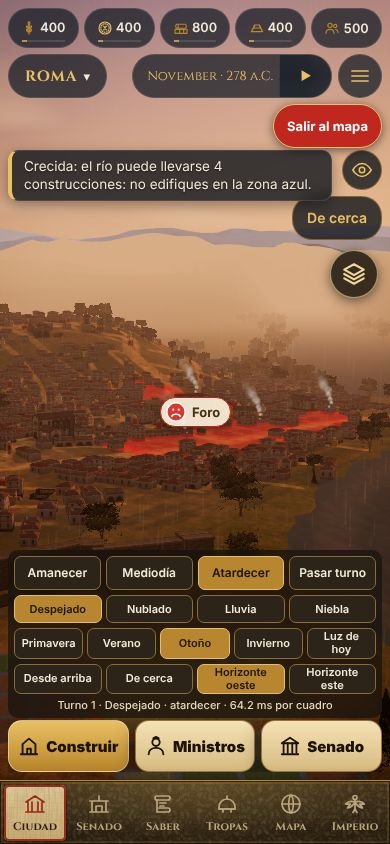 400
400
800
400
500
ROMA ▾
NOVEMBER · 278 A.C.
Salir al mapa
Crecida: el río puede llevarse 4
construcciones: no edifiques en la zona azul.
De cerca
Foro
Amanecer
Mediodía
Atardecer
Pasar turno
Despejado
Nublado
Lluvia
Niebla
Primavera
Verano
Otoño
Invierno
Luz de
hoy
Desde arriba
De cerca
Horizonte
oeste
Horizonte
este
Turno 1 · Despejado · atardecer · 64.2 ms por cuadro
Construir
Ministros
Senado
CIUDAD
SENADO
SABER
TROPAS
MAPA
IMPERIO